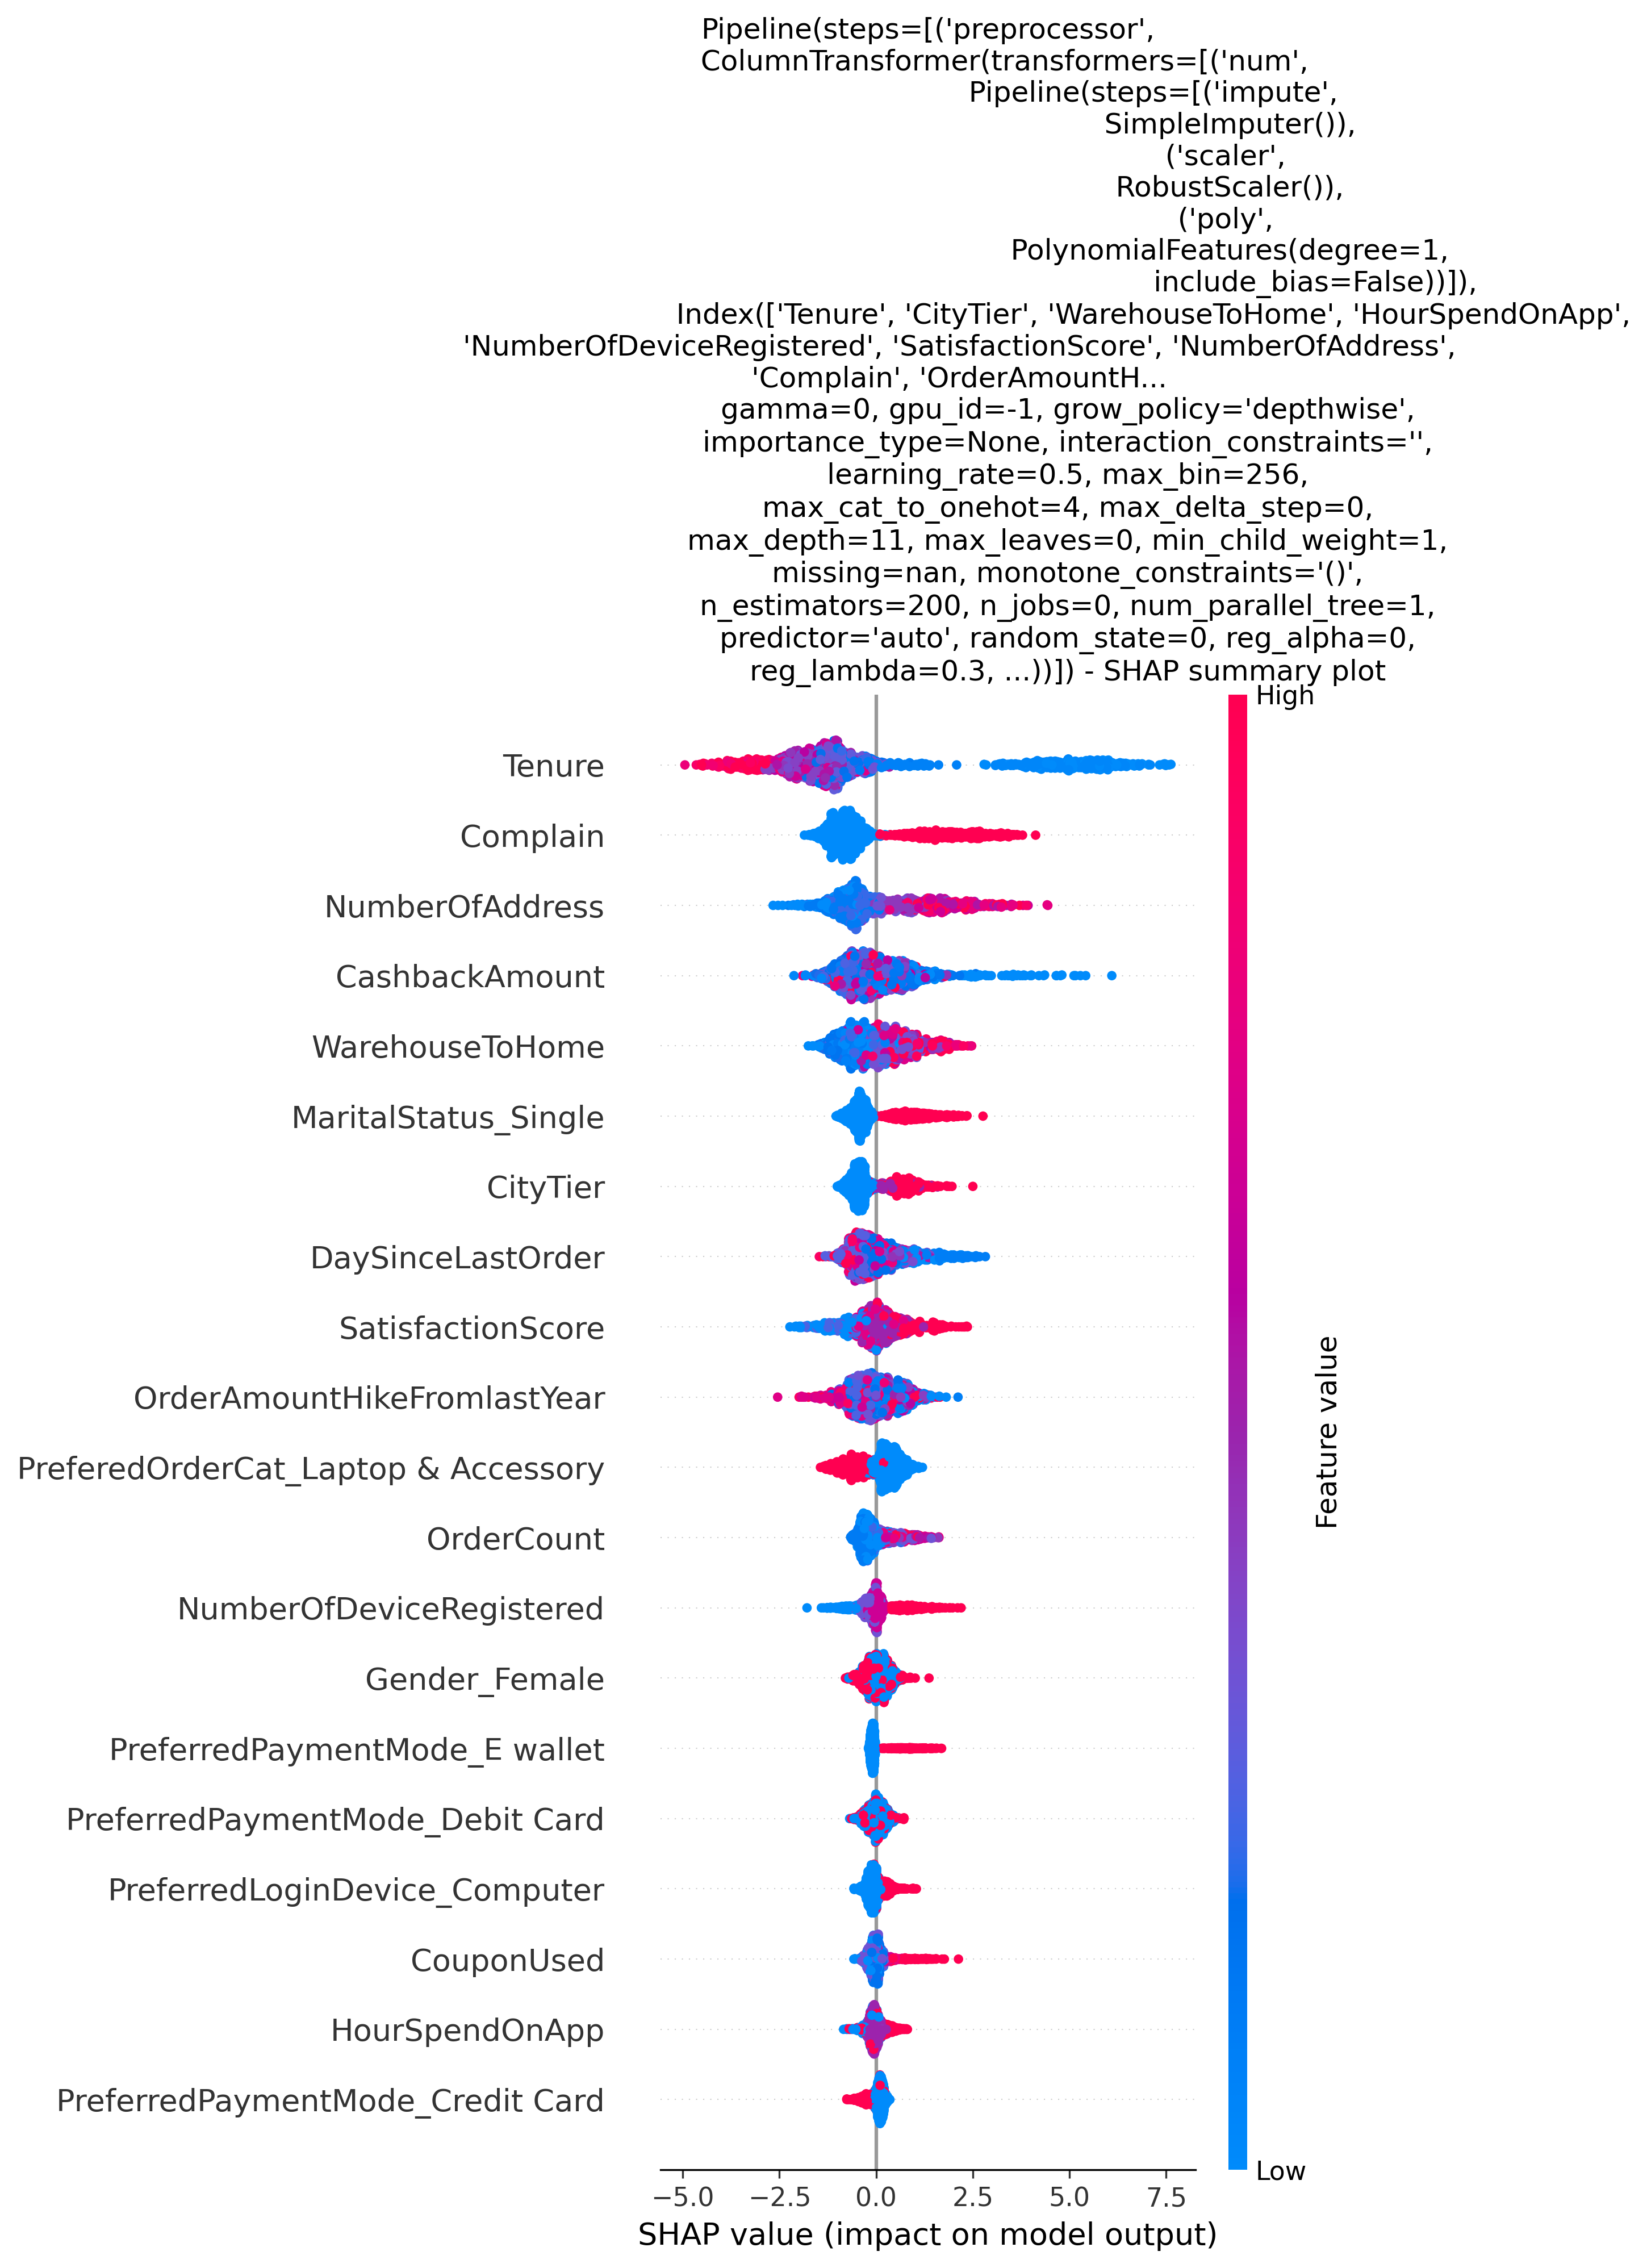 Pipeline(steps=[('preprocessor',
ColumnTransformer(transformers=[('num',
Pipeline(steps=[('impute',
SimpleImputer()),
('scaler',
RobustScaler()),
('poly',
PolynomialFeatures(degree=1,
include_bias=False))]),
Index(['Tenure', 'CityTier', 'WarehouseToHome', 'HourSpendOnApp',
'NumberOfDeviceRegistered', 'SatisfactionScore', 'NumberOfAddress',
'Complain', 'OrderAmountH...
gamma=0, gpu_id=-1, grow_policy='depthwise',
importance_type=None, interaction_constraints='',
learning_rate=0.5, max_bin=256,
max_cat_to_onehot=4, max_delta_step=0,
max_depth=11, max_leaves=0, min_child_weight=1,
missing=nan, monotone_constraints='()',
n_estimators=200, n_jobs=0, num_parallel_tree=1,
predictor='auto', random_state=0, reg_alpha=0,
reg_lambda=0.3, ...))]) - SHAP summary plot
High
Tenure
Complain
NumberOfAddress
CashbackAmount
WarehouseToHome
MaritalStatus_Single
CityTier
DaySinceLastOrder
SatisfactionScore
OrderAmountHikeFromlastYear
PreferedOrderCat_Laptop & Accessory
OrderCount
NumberOfDeviceRegistered
Gender_Female
PreferredPaymentMode_E wallet
PreferredPaymentMode_Debit Card
PreferredLoginDevice_Computer
CouponUsed
HourSpendOnApp
PreferredPaymentMode_Credit Card
Feature value
Low
−5.0 −2.5 0.0 2.5 5.0 7.5
SHAP value (impact on model output)